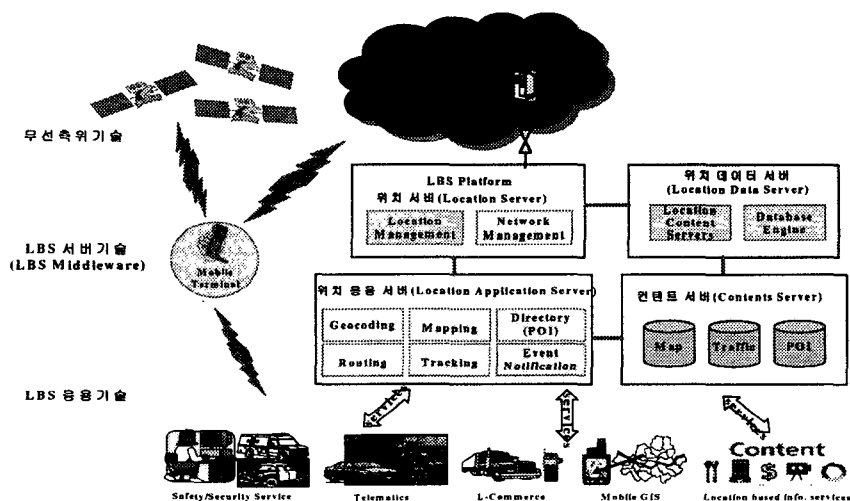 무선측위기술
LBS 서버기술
(LBS Middleware)
LBS 응용기술
Mobile
Terminal
LBS Platform
위치 서버(Location Server)
Location
Management
Network
Management
위치 데이터 서버
(Location Data Server)
Location
Content
Servers
Database
Engine
위치 응용 서버(Location Application Server)
Geocoding
Mapping
Directory
(POI)
Routing
Tracking
Event
Notification
컨텐트 서버(Contents Server)
Map
Traffic
POI
Services
Services
Services
Content
Safety/Security Service
Telematics
L-Commerce
Mobile GIS
Location based info. services